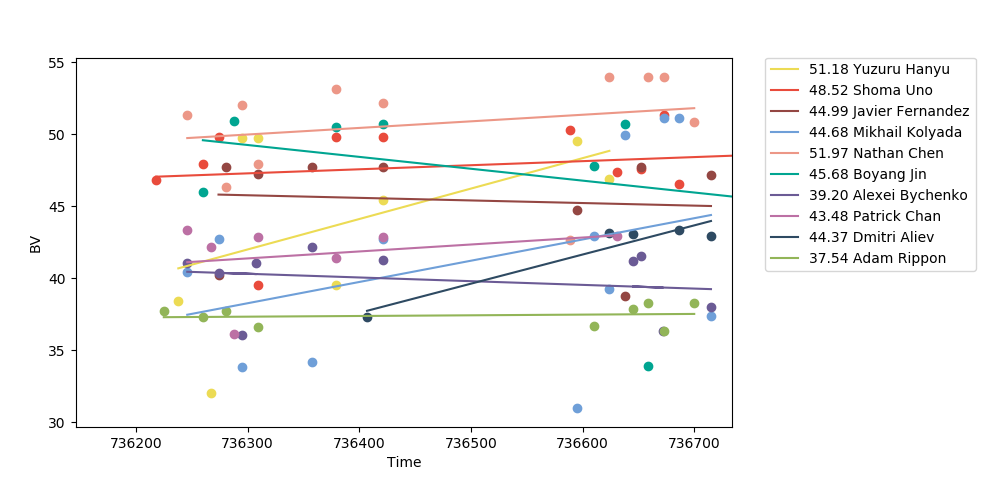 55
50
45
40
35
30
BV
736200 736300 736400 736500 736600 736700
Time
51.18 Yuzuru Hanyu
48.52 Shoma Uno
44.99 Javier Fernandez
44.68 Mikhail Kolyada
51.97 Nathan Chen
45.68 Boyang Jin
39.20 Alexei Bychenko
43.48 Patrick Chan
44.37 Dmitri Aliev
37.54 Adam Rippon